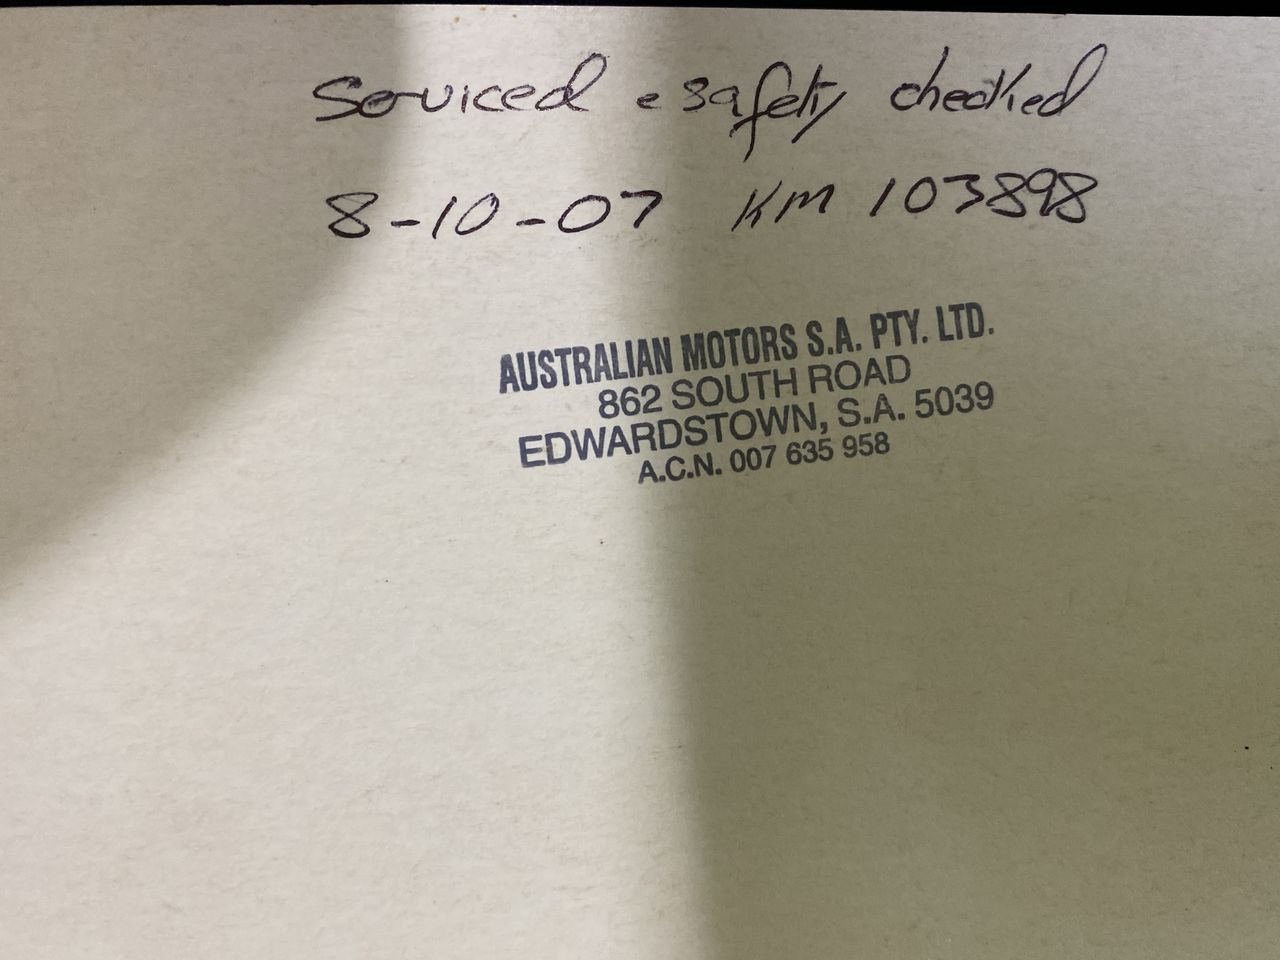 Serviced e safety checked
8-10-07 KM 103898
AUSTRALIAN MOTORS S.A. PTY. LTD.
862 SOUTH ROAD
EDWARDSTOWN, S.A. 5039
A.C.N. 007 635 958